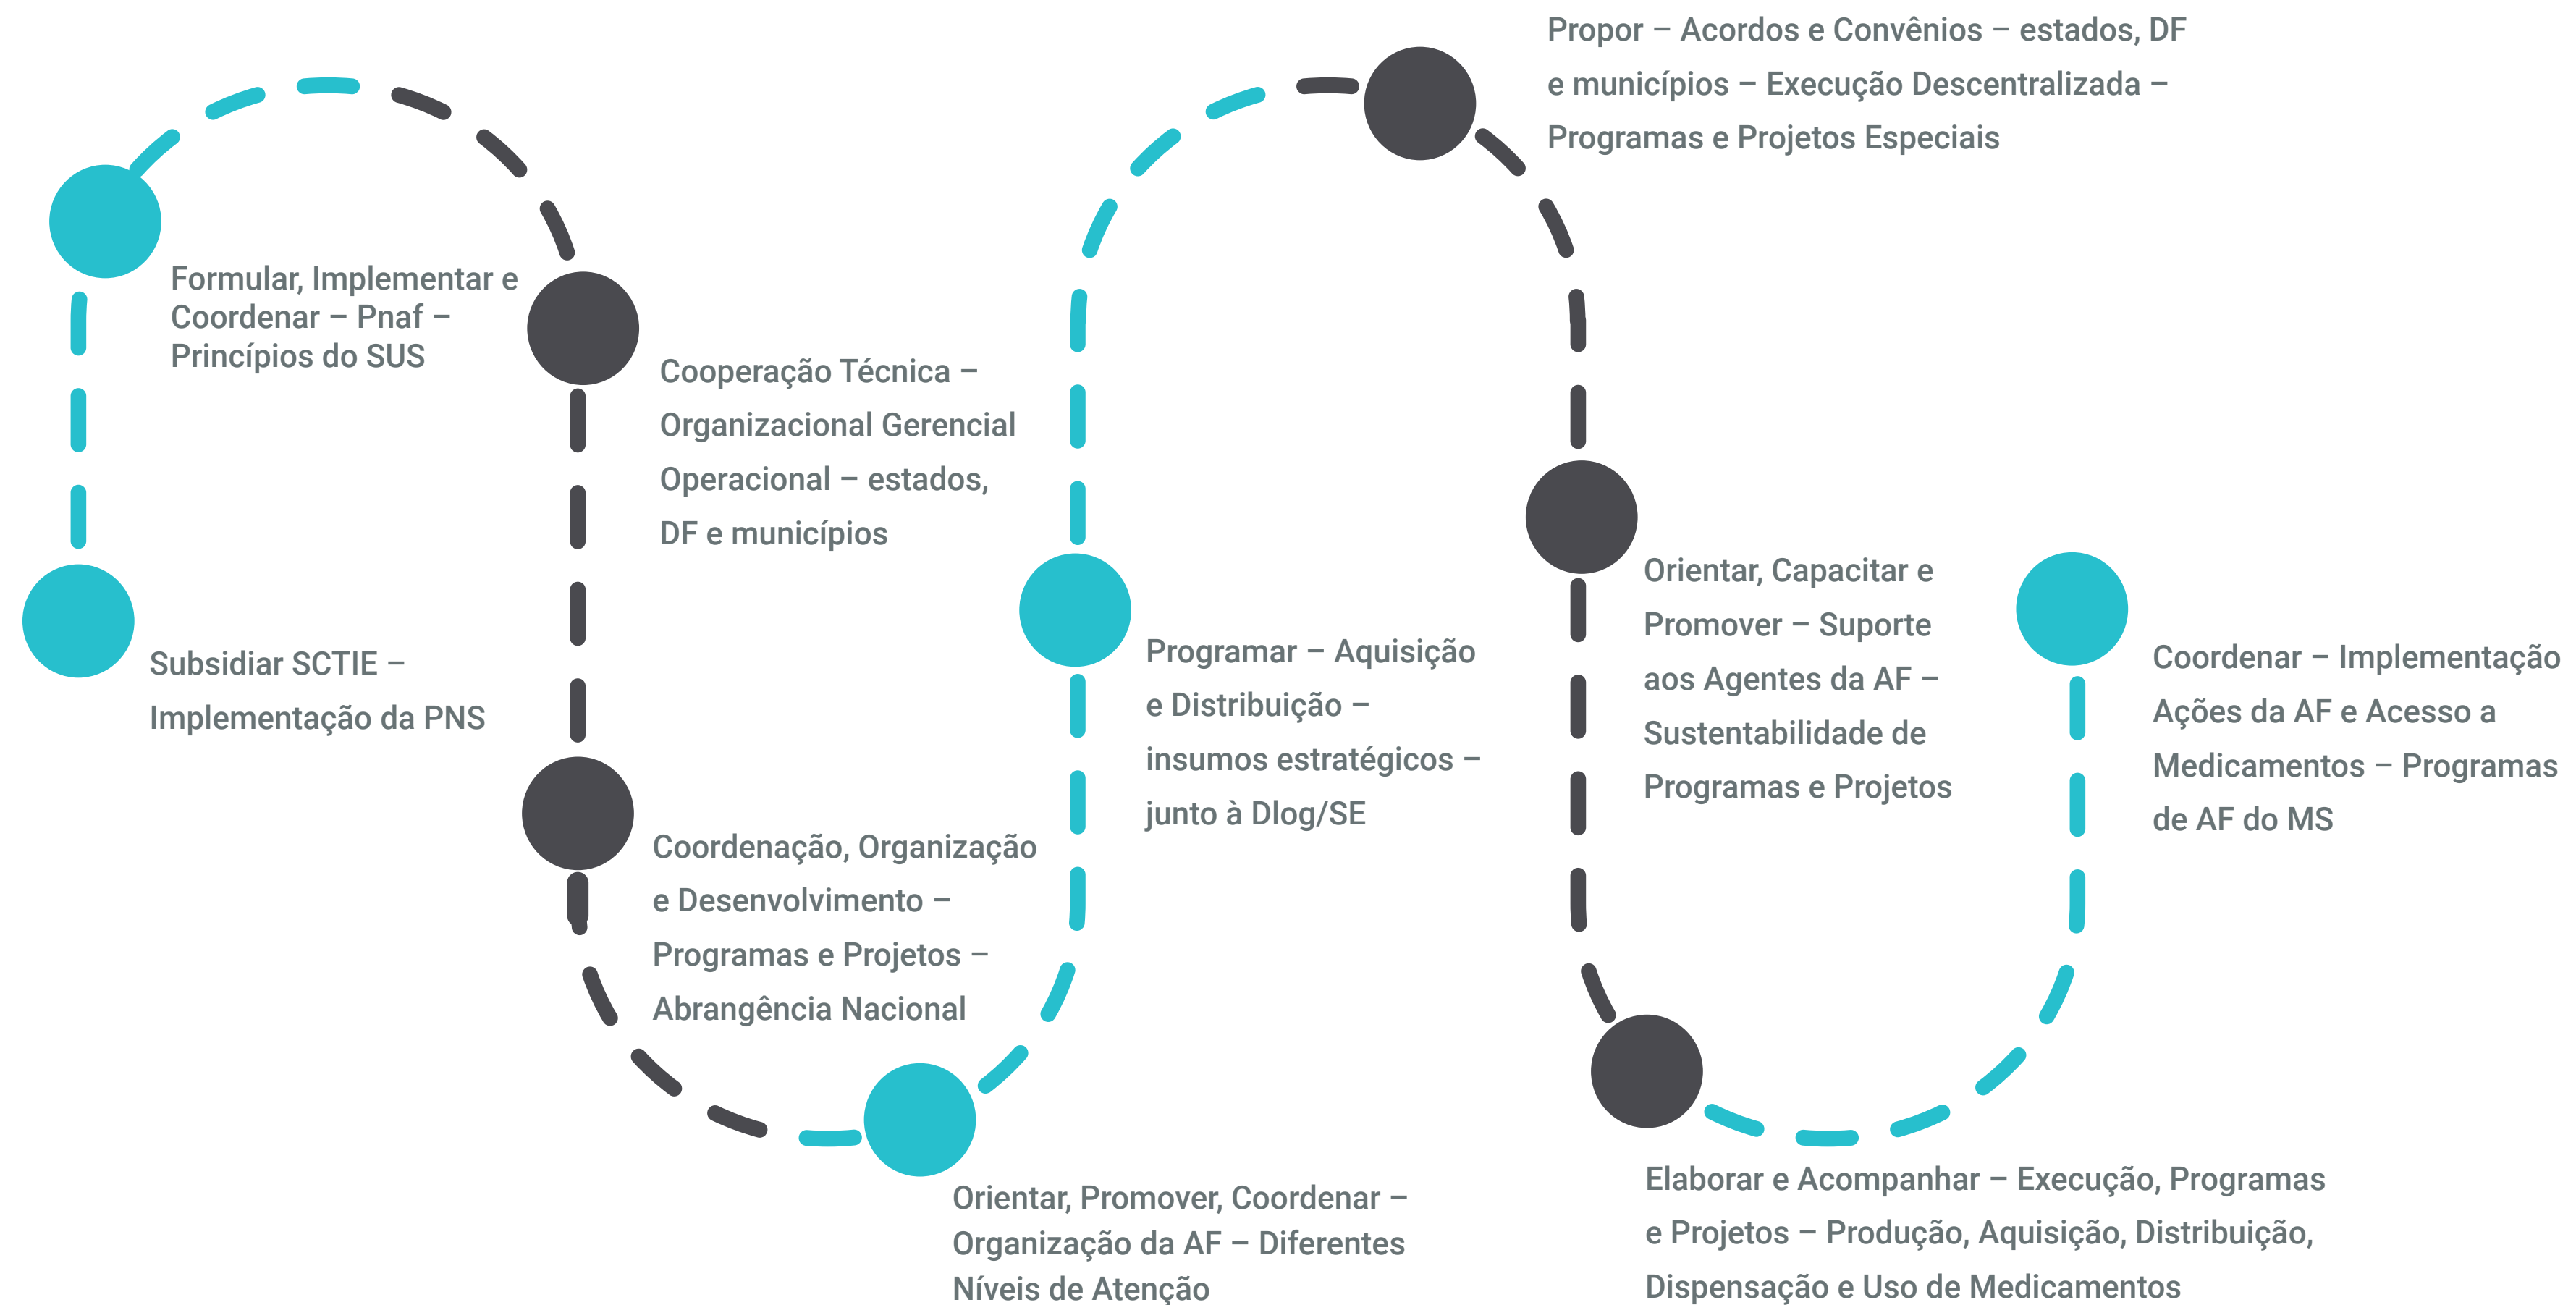 Subsidiar SCTIE –
Implementação da PNS
Formular, Implementar e
Coordenar – Pnaf –
Princípios do SUS
Cooperação Técnica –
Organizacional Gerencial
Operacional – estados,
DF e municípios
Coordenação, Organização
e Desenvolvimento –
Programas e Projetos –
Abrangência Nacional
Orientar, Promover, Coordenar –
Organização da AF – Diferentes
Níveis de Atenção
Programar – Aquisição
e Distribuição –
insumos estratégicos –
junto à Dlog/SE
Propor – Acordos e Convênios – estados, DF
e municípios – Execução Descentralizada –
Programas e Projetos Especiais
Orientar, Capacitar e
Promover – Suporte
aos Agentes da AF –
Sustentabilidade de
Programas e Projetos
Elaborar e Acompanhar – Execução, Programas
e Projetos – Produção, Aquisição, Distribuição,
Dispensação e Uso de Medicamentos
Coordenar – Implementação
Ações da AF e Acesso a
Medicamentos – Programas
de AF do MS